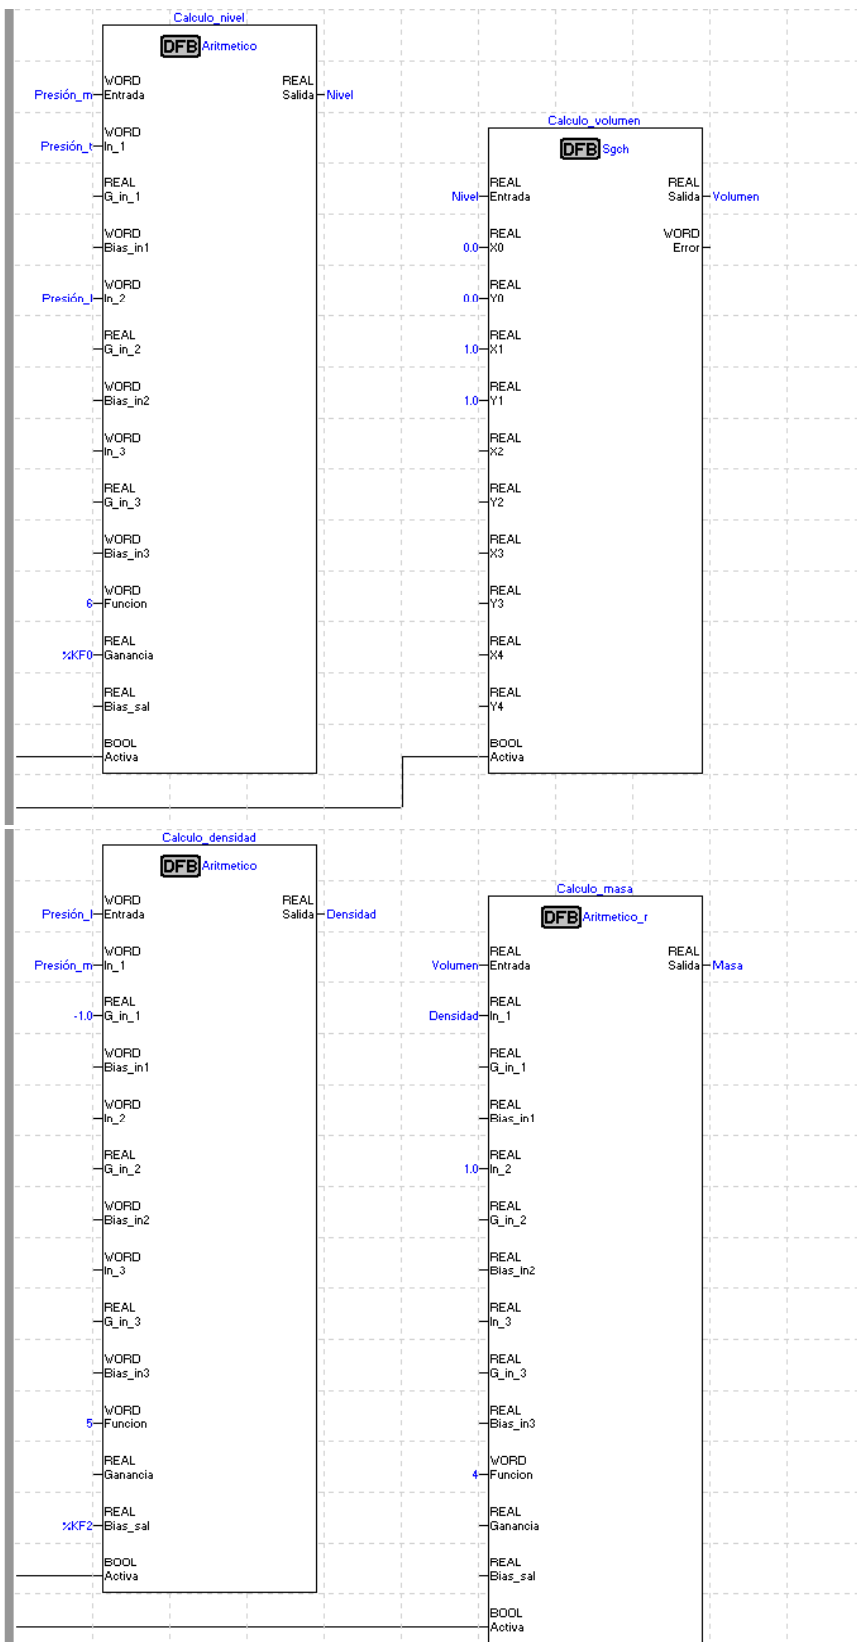 Calculo_nivel
DFB Aritmetico
WORD REAL
Presión_m Entrada Salida Nivel
WORD
Presión_t In_1
REAL
G_in_1
WORD
Bias_in1
WORD
Presión_l In_2
REAL
G_in_2
WORD
Bias_in2
WORD
In_3
REAL
G_in_3
WORD
Bias_in3
WORD
6 Funcion
REAL
%KF0 Ganancia
REAL
Bias_sal
BOOL
Activa
Calculo_volumen
DFB Sgch
REAL REAL
Nivel Entrada Salida Volumen
REAL WORD
0.0 X0 Error
REAL
0.0 Y0
REAL
1.0 X1
REAL
1.0 Y1
REAL
X2
REAL
Y2
REAL
X3
REAL
Y3
REAL
X4
REAL
Y4
BOOL
Activa
Calculo_densidad
DFB Aritmetico
WORD REAL
Presión_l Entrada Salida Densidad
WORD
Presión_m In_1
REAL
-1.0 G_in_1
WORD
Bias_in1
WORD
In_2
REAL
G_in_2
WORD
Bias_in2
WORD
In_3
REAL
G_in_3
WORD
Bias_in3
WORD
5 Funcion
REAL
Ganancia
REAL
%KF2 Bias_sal
BOOL
Activa
Calculo_masa
DFB Aritmetico_r
REAL REAL
Volumen Entrada Salida Masa
REAL
Densidad In_1
REAL
G_in_1
REAL
Bias_in1
REAL
1.0 In_2
REAL
G_in_2
REAL
Bias_in2
REAL
In_3
REAL
G_in_3
REAL
Bias_in3
WORD
4 Funcion
REAL
Ganancia
REAL
Bias_sal
BOOL
Activa